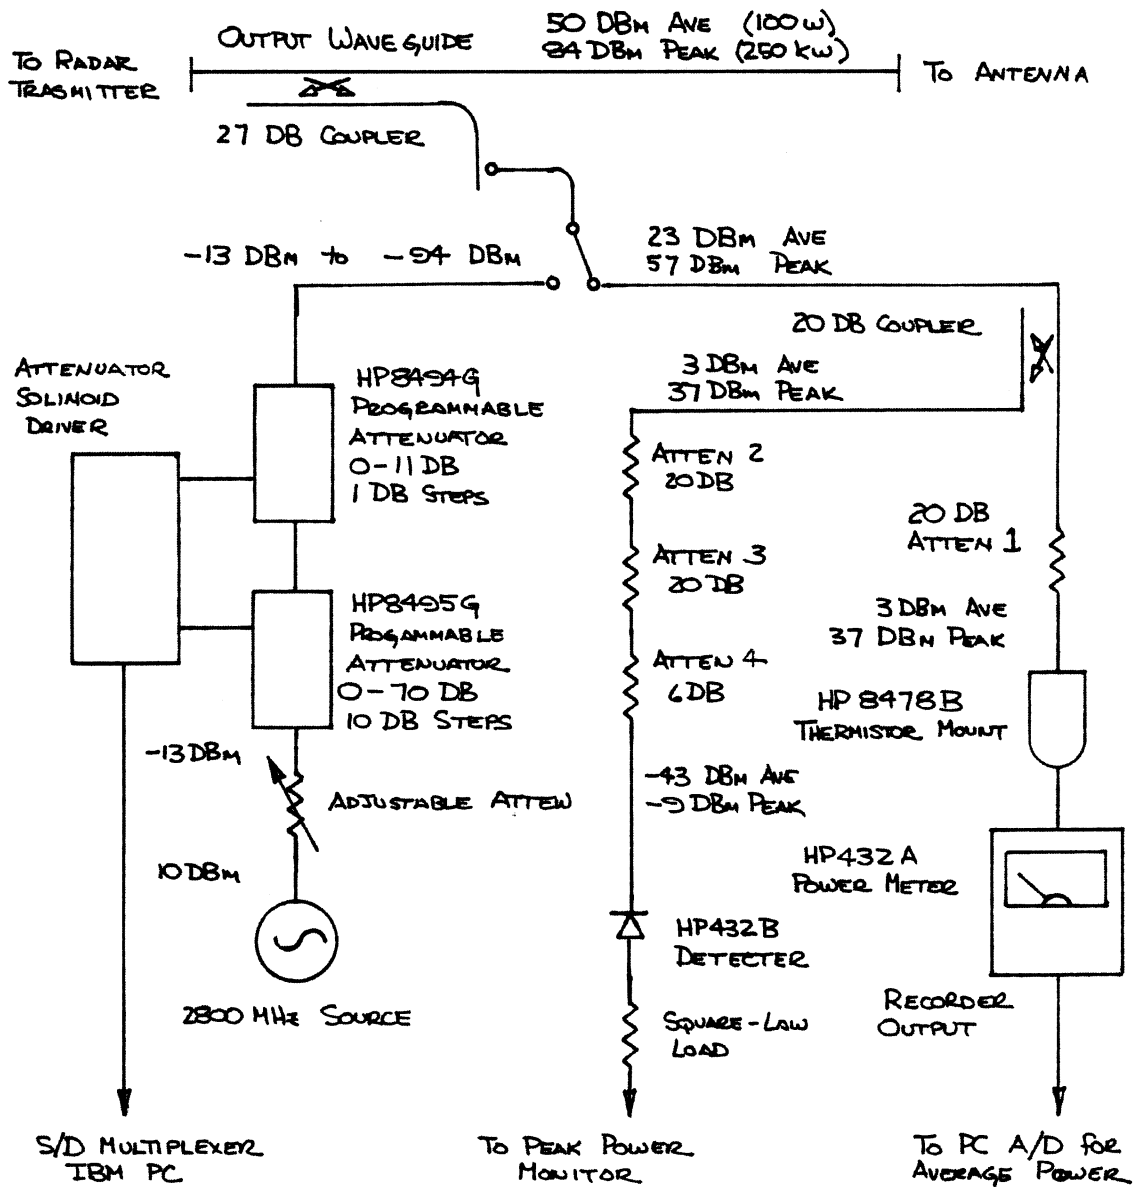 50 DBm AVE (100W)
84 DBm PEAK (250 KW)
OUTPUT WAVEGUIDE
TO RADAR
TRASMITTER
TO ANTENNA
27 DB COUPLER
-13 DBm to -94 DBm
23 DBm AVE
57 DBm PEAK
20 DB COUPLER
3 DBm AVE
37 DBm PEAK
ATTENUATOR
SOLINOID
DRIVER
HP8494G
PROGRAMMABLE
ATTENUATOR
0-11 DB
1 DB STEPS
ATTEN 2
20 DB
20 DB
ATTEN 1
ATTEN 3
20 DB
HP8495G
PROGAMMABLE
ATTENUATOR
0-70 DB
10 DB STEPS
3 DBm AVE
37 DBm PEAK
ATTEN 4
6 DB
HP 8478B
THERMISTOR MOUNT
-13 DBm
ADJUSTABLE ATTEN
-43 DBm AVE
-9 DBm PEAK
10 DBm
HP432A
POWER METER
HP432B
DETECTER
2800 MHz SOURCE
SQUARE-LAW
LOAD
RECORDER
OUTPUT
S/D MULTIPLEXER
IBM PC
TO PEAK POWER
MONITOR
TO PC A/D FOR
AVERAGE POWER